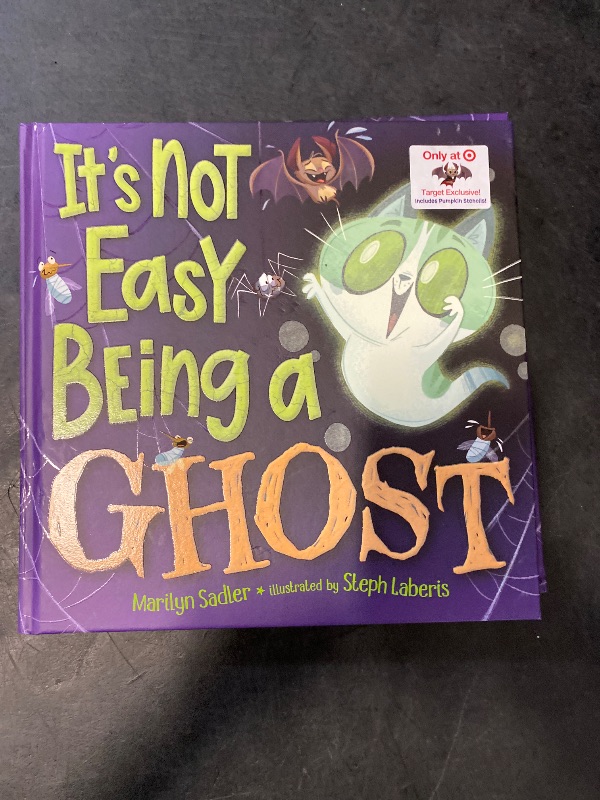 It's not
Easy
Being a
GHOST
Only at
Target Exclusive!
Includes Pumpkin Stencils!
Marilyn Sadler * illustrated by Steph Laberis